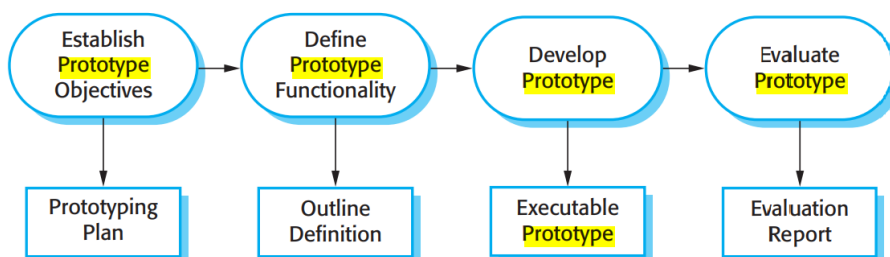 Establish
Prototype
Objectives
Define
Prototype
Functionality
Develop
Prototype
Evaluate
Prototype
Prototyping
Plan
Outline
Definition
Executable
Prototype
Evaluation
Report